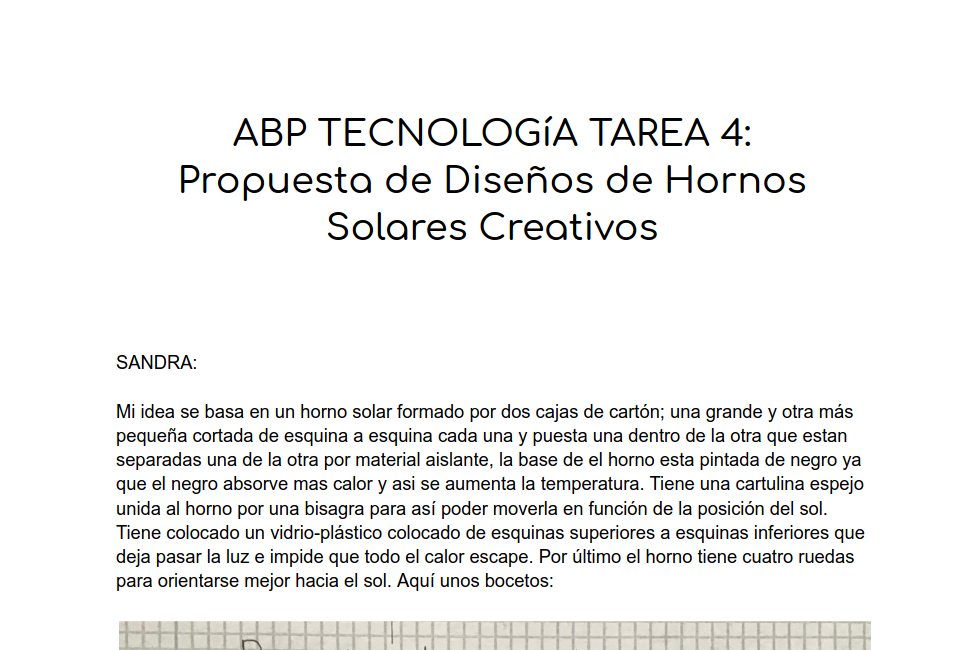 ABP TECNOLOGíA TAREA 4:
Propuesta de Diseños de Hornos
Solares Creativos
SANDRA:
Mi idea se basa en un horno solar formado por dos cajas de cartón; una grande y otra más
pequeña cortada de esquina a esquina cada una y puesta una dentro de la otra que estan
separadas una de la otra por material aislante, la base de el horno esta pintada de negro ya
que el negro absorve mas calor y asi se aumenta la temperatura. Tiene una cartulina espejo
unida al horno por una bisagra para así poder moverla en función de la posición del sol.
Tiene colocado un vidrio-plástico colocado de esquinas superiores a esquinas inferiores que
deja pasar la luz e impide que todo el calor escape. Por último el horno tiene cuatro ruedas
para orientarse mejor hacia el sol. Aquí unos bocetos: